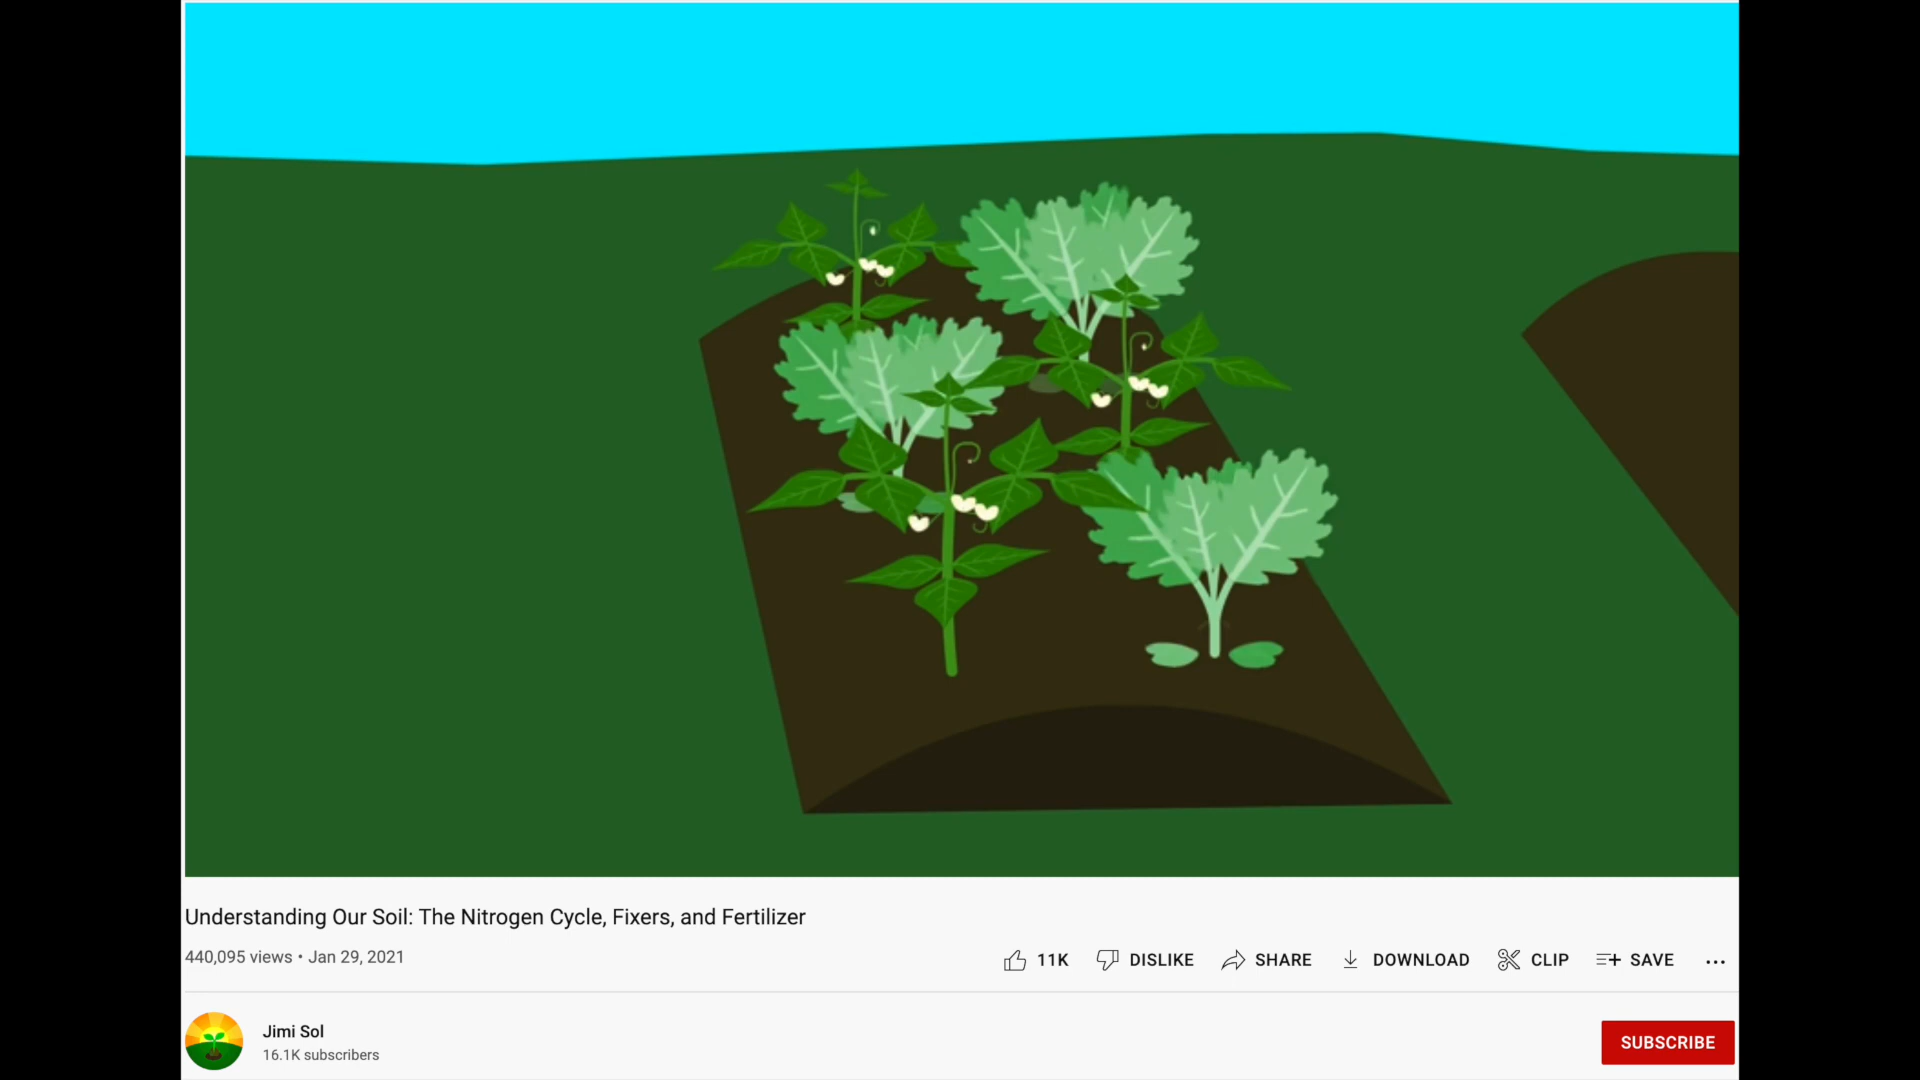 Understanding Our Soil: The Nitrogen Cycle, Fixers, and Fertilizer
440,095 views • Jan 29, 2021
11K DISLIKE SHARE DOWNLOAD CLIP SAVE ...
Jimi Sol
16.1K subscribers
SUBSCRIBE